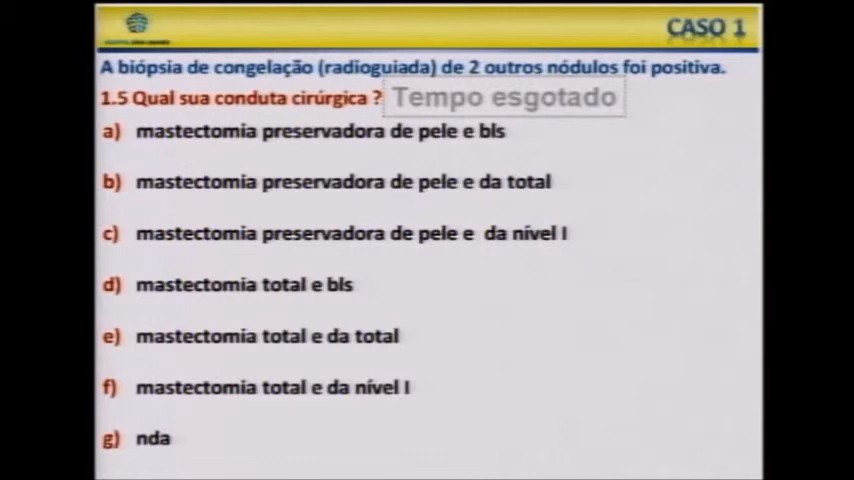 CASO 1
A biópsia de congelação (radioguiada) de 2 outros nódulos foi positiva.
1.5 Qual sua conduta cirúrgica ? Tempo esgotado
a) mastectomia preservadora de pele e bls
b) mastectomia preservadora de pele e da total
c) mastectomia preservadora de pele e da nível I
d) mastectomia total e bls
e) mastectomia total e da total
f) mastectomia total e da nível I
g) nda